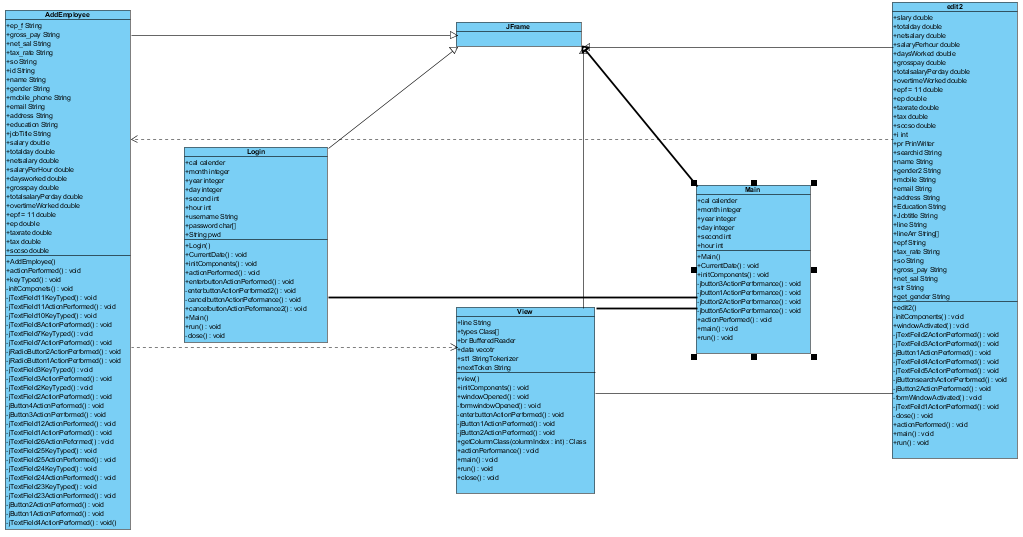 AddEmployee
+ep_f String
+gross_pay String
+net_sal String
+tax_rate String
+so String
+id String
+name String
+gender String
+mobile_phone String
+email String
+address String
+education String
+jobTitle String
+salary double
+totalday double
+netsalary double
+salaryPerHour double
+daysworked double
+grosspay double
+totalsalaryPerday double
+overtimeWorked double
+epf = 11 double
+ep double
+taxrate double
+tax double
+socso double
+AddEmployee()
+actionPerformed() : void
+keyTyped() : void
-initComponents() : void
-jTextField11KeyTyped() : void
-jTextField11ActionPerformed() : void
-jTextField10KeyTyped() : void
-jTextField8ActionPerformed() : void
-jTextField7KeyTyped() : void
-jTextField7ActionPerformed() : void
-jRadioButton2ActionPerformed() : void
-jRadioButton1ActionPerformed() : void
-jTextField3KeyTyped() : void
-jTextField3ActionPerformed() : void
-jTextField2KeyTyped() : void
-jTextField2ActionPerformed() : void
-jButton4ActionPerformed() : void
-jButton3ActionPerformed() : void
-jTextField12ActionPerformed() : void
-jTextField1ActionPerformed() : void
-jTextField26ActionPeformed() : void
-jTextField25KeyTyped() : void
-jTextField25ActionPerformed() : void
-jTextField24KeyTyped() : void
-jTextField24ActionPerformed() : void
-jTextField23KeyTyped() : void
-jTextField23ActionPerformed() : void
-jButton2ActionPerformed() : void
-jButton1ActionPerformed() : void
-jTextField4ActionPerformed() : void()
Login
+cal calender
+month integer
+year integer
+day integer
+second int
+hour int
+username String
+password char[]
+String pwd
+Login()
+CurrentDate() : void
+initComponents() : void
+actionPerformed() : void
+enterbuttonActionPerformed() : void
-enterbuttonActionPerformed2() : void
-cancelbuttonActionPeformance() : void
+cancelbuttonActionPeformance2() : void
+Main()
+run() : void
-dose() : void
JFrame
View
+line String
+types Class[]
+br BufferedReader
+data vecotr
+st1 StringTokenizer
+nextToken String
+view()
+initComponents() : void
+windowOpened() : void
-formwindowOpened() : void
-enterbuttonActionPerformed() : void
-jButton1ActionPerformed() : void
-jButton2ActionPerformed() : void
+getColumnClass(columnIndex : int) : Class
+actionPerformance() : void
+main() : void
+run() : void
+close() : void
Main
+cal calender
+month integer
+year integer
+day integer
+second int
+hour int
+Main()
+CurrentDate() : void
+initComponents() : void
-jbutton3ActionPerformance() : void
-jbutton1ActionPerformance() : void
-jbutton2ActionPerformance() : void
-jbutton5ActionPerformance() : void
+actionPerformed() : void
+main() : void
+run() : void
edit2
+slary double
+totalday double
+netsalary double
+salaryPerhour double
+daysWorked double
+grosspay double
+totalsalaryPerday double
+overtimeWorked double
+epf = 11 double
+ep double
+taxrate double
+tax double
+socso double
+i int
+pr PrinWriter
+searchid String
+name String
+gender2 String
+mobile String
+email String
+address String
+Education String
+Jobtitle String
+line String
+lineArr String[]
+epf String
+tax_rate String
+so String
+gross_pay String
+net_sal String
+str String
+get_gender String
+edit2()
-initComponents() : void
+windowActivated() : void
-jTextFeild2ActionPerformed() : void
-jTextFeild3ActionPerformed() : void
-jButton1ActionPerformed() : void
-jTextFeild4ActionPerformed() : void
-jTextFeild5ActionPerformed() : void
-jButtonsearchActionPerformed() : void
-jButton2ActionPerformed() : void
-formWindowActivated() : void
-jTextFeild1ActionPerformed() : void
-dose() : void
+actionPerformed() : void
+main() : void
+run() : void